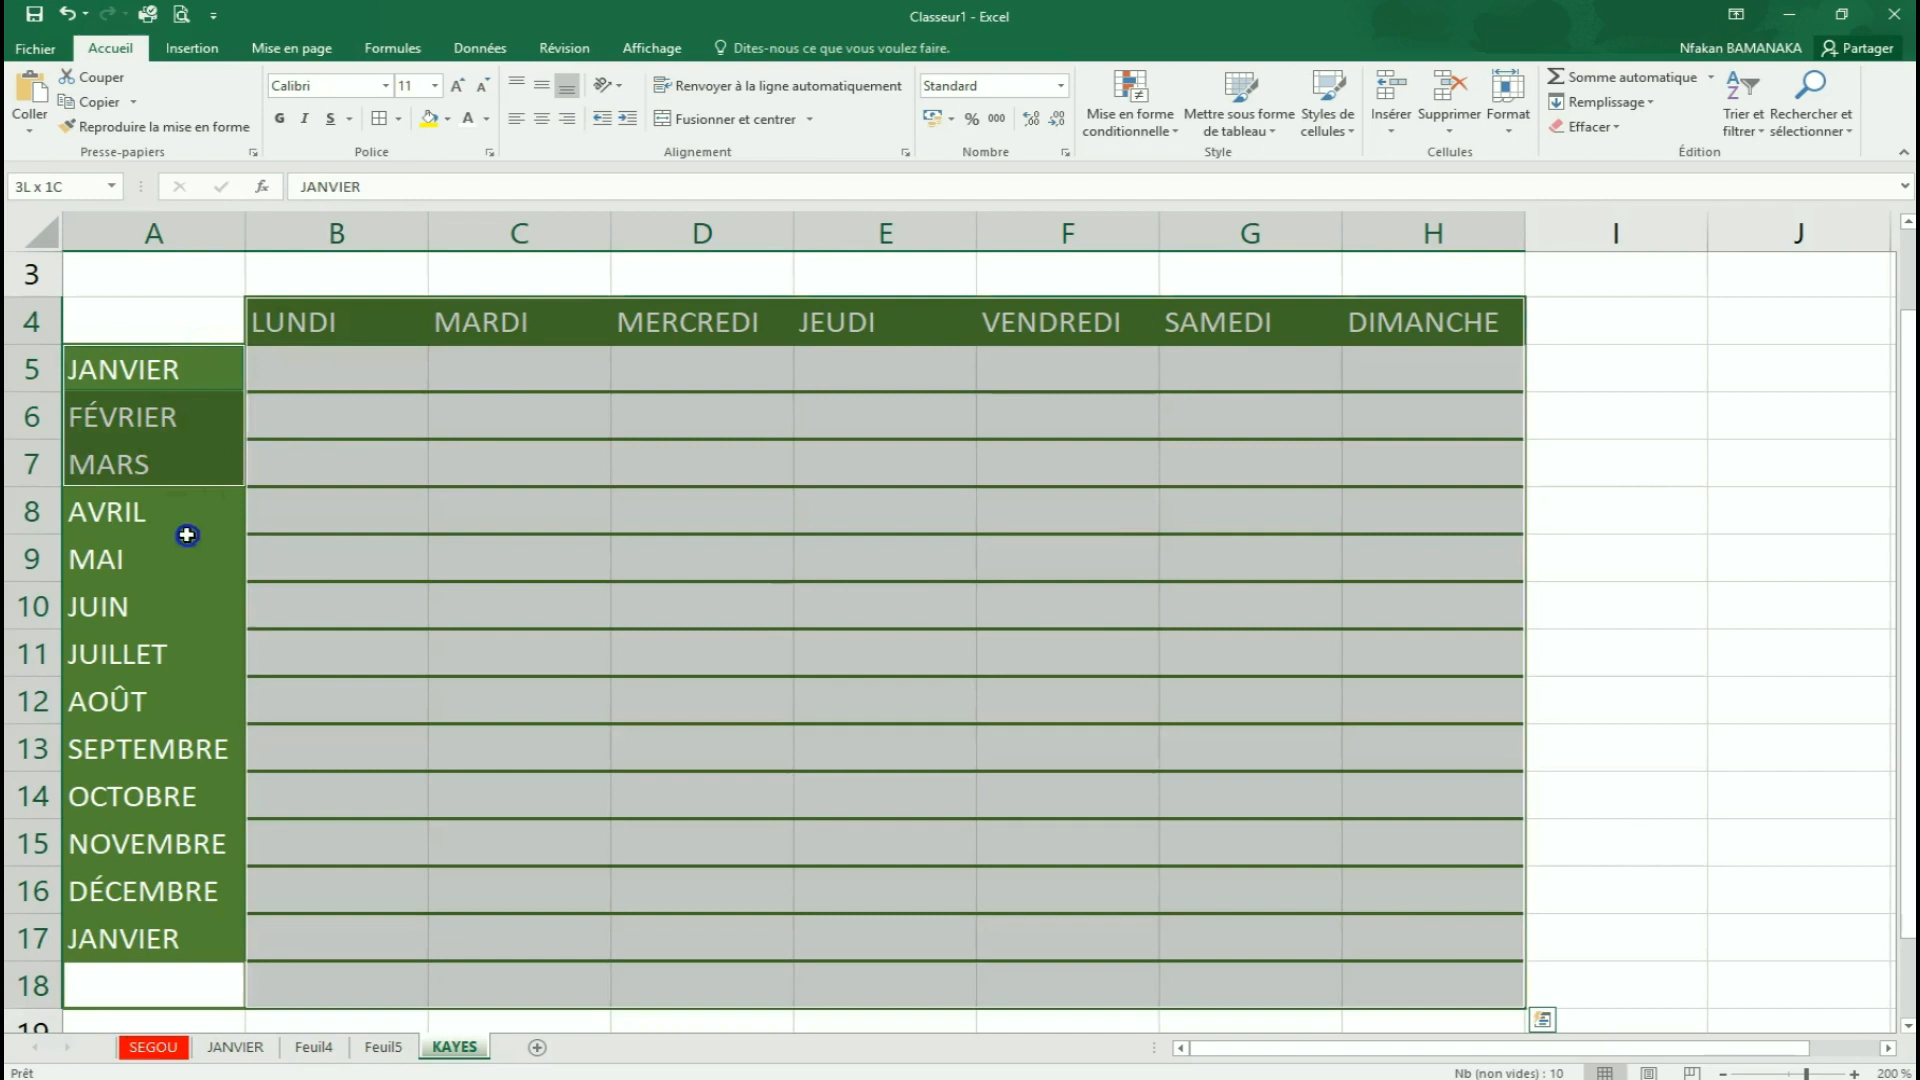 Classeur1 - Excel
Fichier Accueil Insertion Mise en page Formules Données Révision Affichage Dites-nous ce que vous voulez faire. Nfakan BAMANAKA Partager
Couper
Copier
Reproduire la mise en forme
Coller
Presse-papiers
Calibri 11
G I S A
Police
Renvoyer à la ligne automatiquement
Fusionner et centrer
Alignement
Standard
% 000
Nombre
Mise en forme conditionnelle
Mettre sous forme de tableau
Styles de cellules
Style
Insérer Supprimer Format
Cellules
Somme automatique
Remplissage
Effacer
Trier et filtrer
Rechercher et sélectionner
Édition
3L x 1C fx JANVIER
A B C D E F G H I J
3
4 LUNDI MARDI MERCREDI JEUDI VENDREDI SAMEDI DIMANCHE
5 JANVIER
6 FÉVRIER
7 MARS
8 AVRIL
9 MAI
10 JUIN
11 JUILLET
12 AOÛT
13 SEPTEMBRE
14 OCTOBRE
15 NOVEMBRE
16 DÉCEMBRE
17 JANVIER
18
19
SEGOU JANVIER Feuil4 Feuil5 KAYES
Prêt Nb (non vides) : 10 200 %